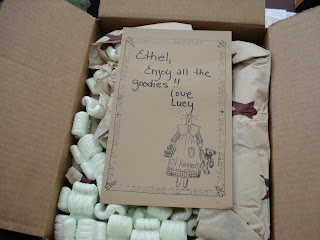 Ethel,
Enjoy all the
goodies!!
Love
Lucy